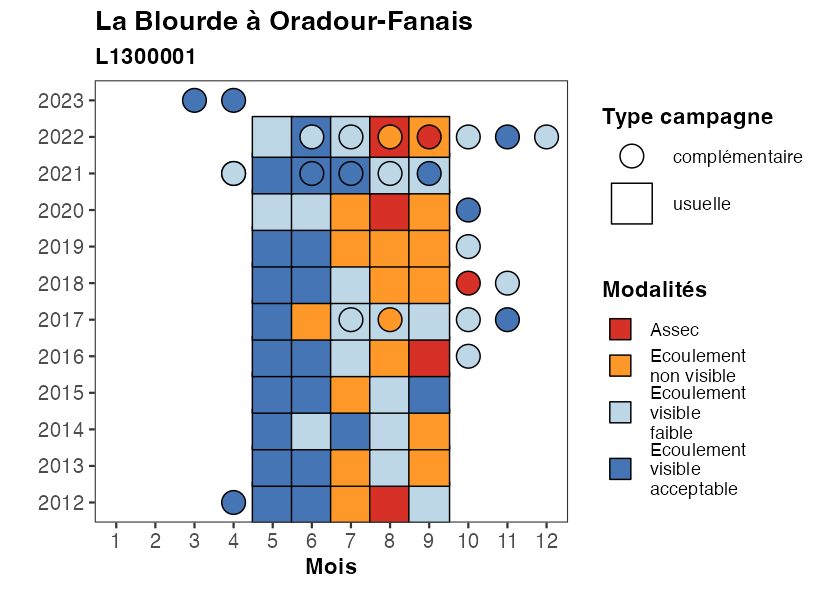 La Blourde à Oradour-Fanais
L1300001
2023
2022
2021
2020
2019
2018
2017
2016
2015
2014
2013
2012
1 2 3 4 5 6 7 8 9 10 11 12
Mois
Type campagne
complémentaire
usuelle
Modalités
Assec
Ecoulement
non visible
Ecoulement
visible
faible
Ecoulement
visible
acceptable